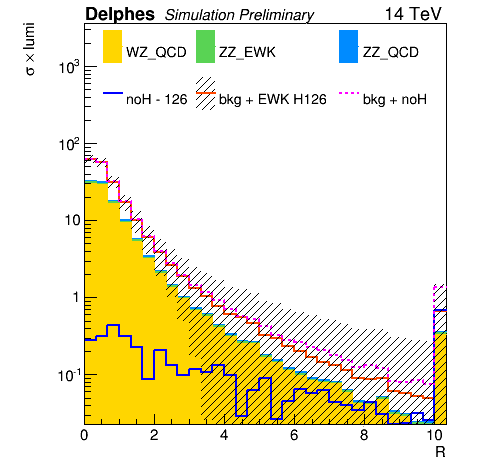 Delphes Simulation Preliminary 14 TeV
σ × lumi
WZ_QCD ZZ_EWK ZZ_QCD
noH - 126 bkg + EWK H126 bkg + noH
10³
10²
10
1
10⁻¹
0 2 4 6 8 10
R